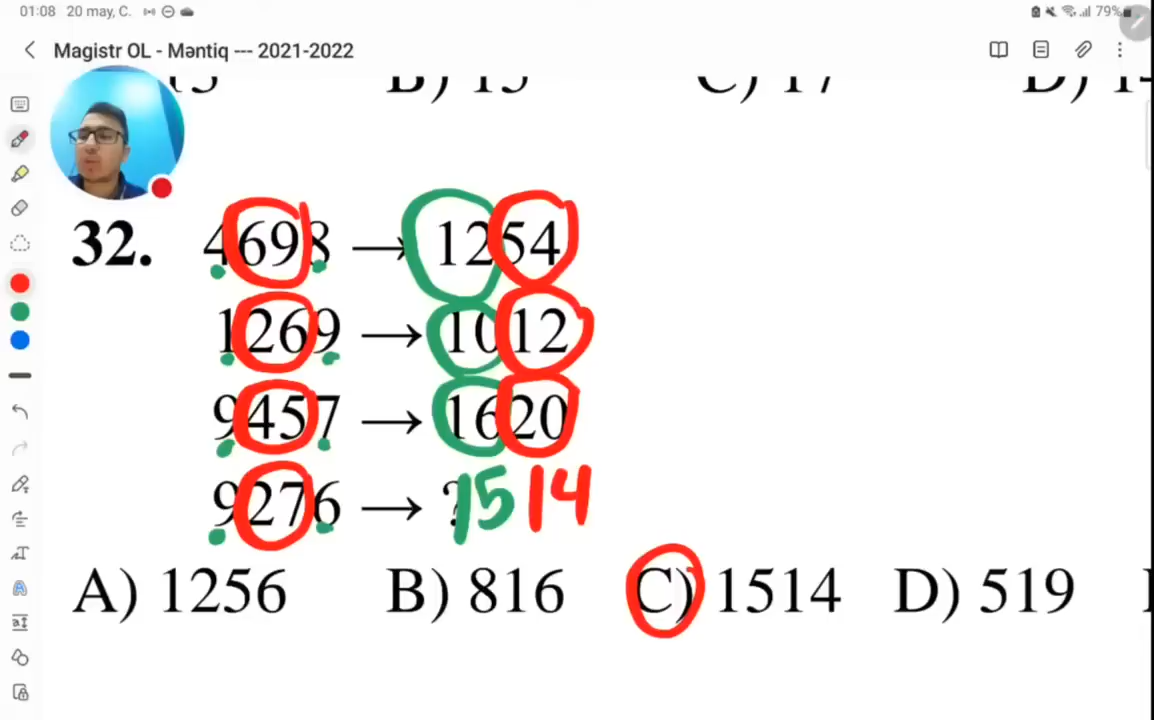 01:08 20 may, C. 79%
Magistr OL - Məntiq --- 2021-2022
B) 15 C) 17
32. 4698 → 1254
1269 → 1012
9457 → 1620
9276 → ? 1514
A) 1256 B) 816 C) 1514 D) 519